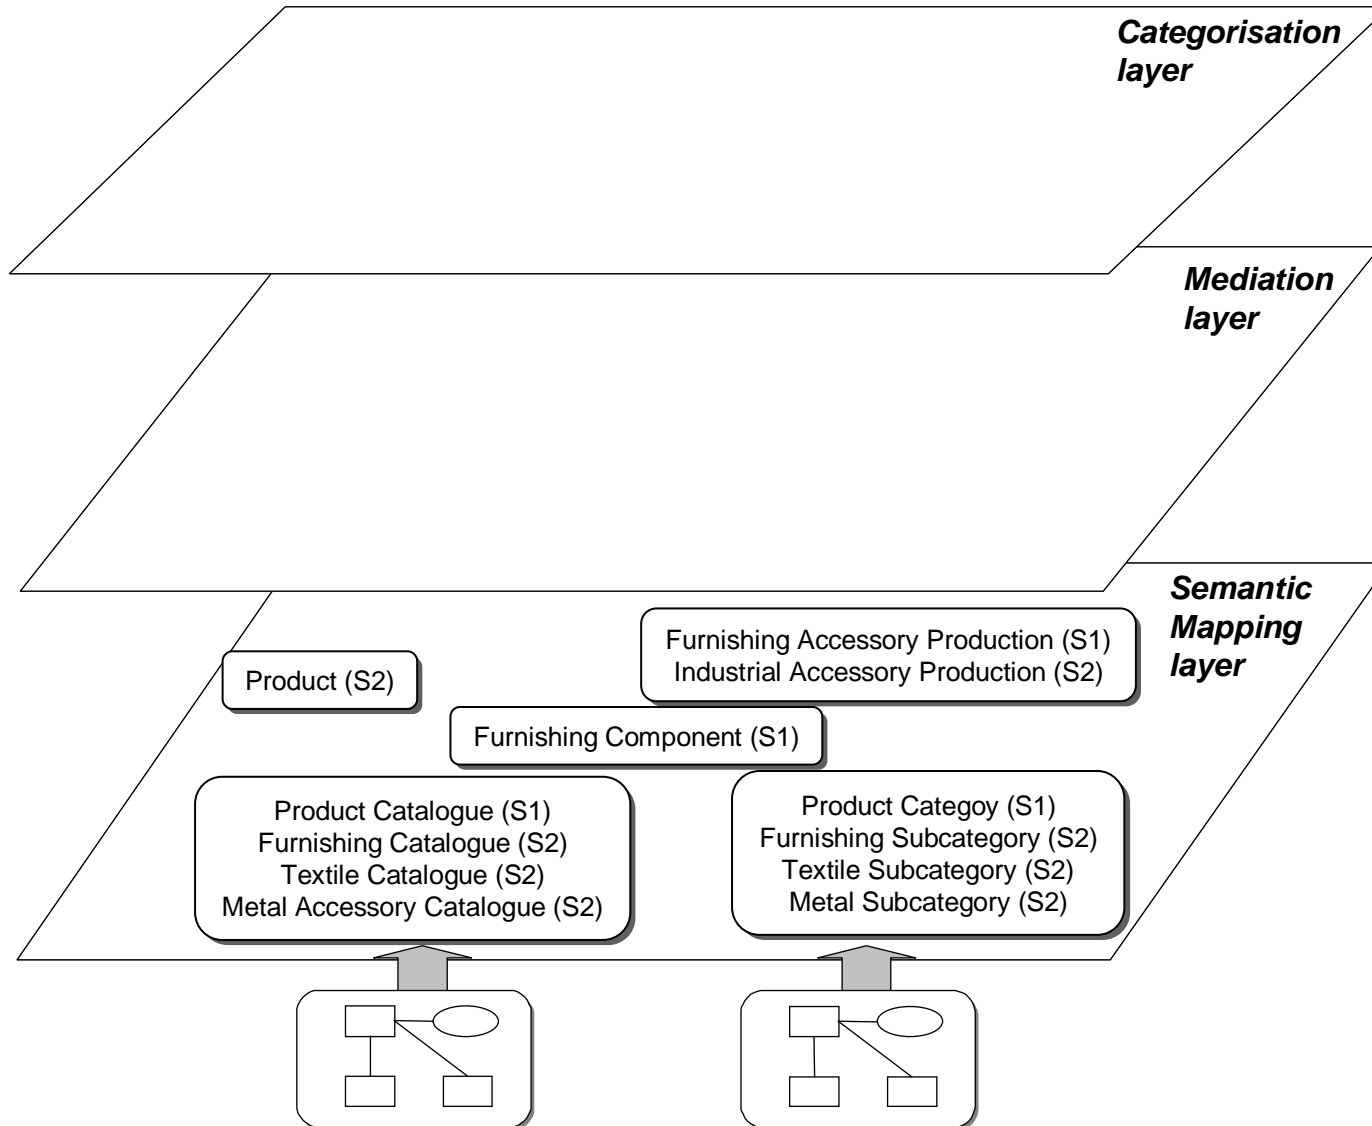 Categorisation
layer
Mediation
layer
Semantic
Mapping
layer
Furnishing Accessory Production (S1)
Industrial Accessory Production (S2)
Product (S2)
Furnishing Component (S1)
Product Catalogue (S1)
Furnishing Catalogue (S2)
Textile Catalogue (S2)
Metal Accessory Catalogue (S2)
Product Categoy (S1)
Furnishing Subcategory (S2)
Textile Subcategory (S2)
Metal Subcategory (S2)